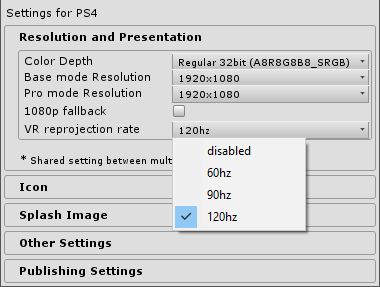 Settings for PS4
Resolution and Presentation
Color Depth Regular 32bit (A8R8G8B8_SRGB)
Base mode Resolution 1920x1080
Pro mode Resolution 1920x1080
1080p fallback
VR reprojection rate 120hz
disabled
* Shared setting between mult
60hz
90hz
120hz
Icon
Splash Image
Other Settings
Publishing Settings